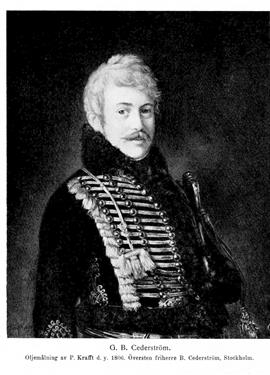 G. B. Cederström.
Oljemålning av P. Krafft d. y. 1806. Översten friherre B. Cederström, Stockholm.